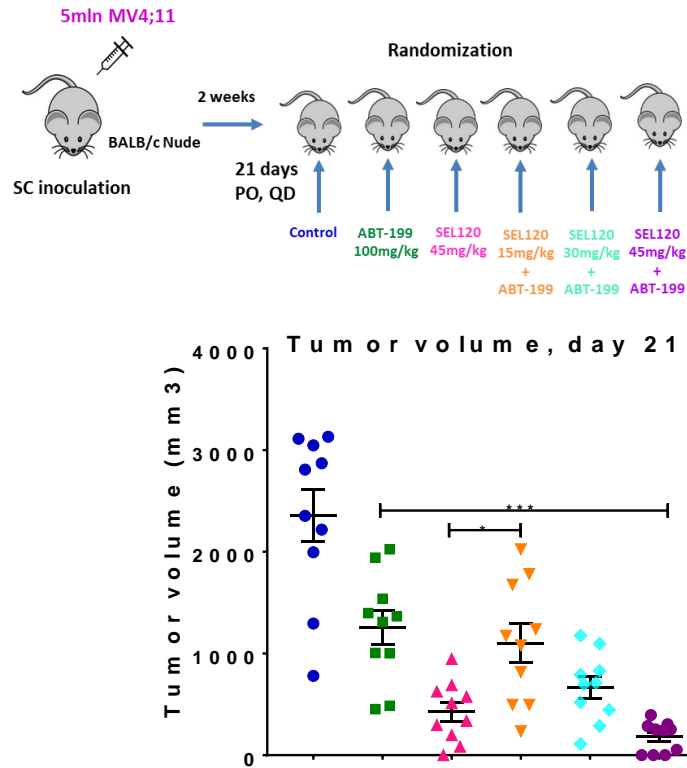 5mln MV4;11
Randomization
2 weeks
BALB/c Nude
SC inoculation
21 days
PO, QD
Control
ABT-199
100mg/kg
SEL120
45mg/kg
SEL120
15mg/kg
+
ABT-199
SEL120
30mg/kg
+
ABT-199
SEL120
45mg/kg
+
ABT-199
Tumor volume, day 21
Tumor volume (mm3)
4000
3000
2000
1000
0
***
*